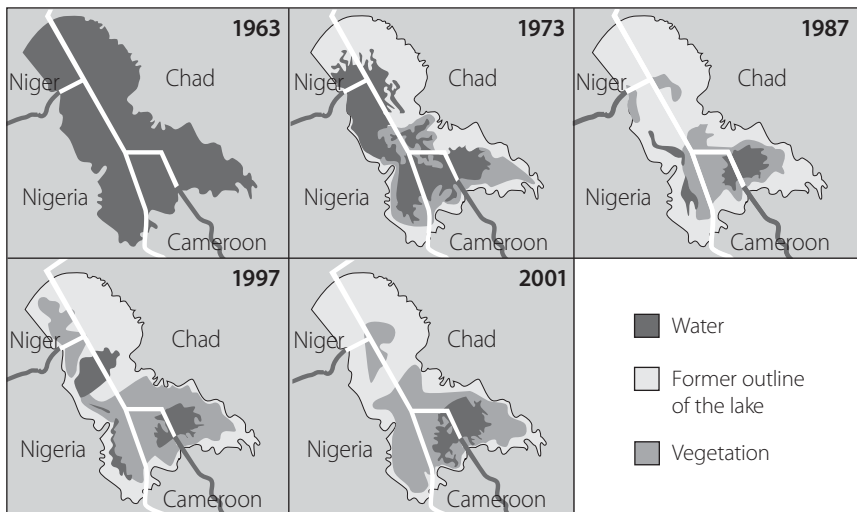 1963
Niger
Chad
Nigeria
Cameroon
1973
Niger
Chad
Nigeria
Cameroon
1987
Niger
Chad
Nigeria
Cameroon
1997
Niger
Chad
Nigeria
Cameroon
2001
Niger
Chad
Nigeria
Cameroon
Water
Former outline
of the lake
Vegetation